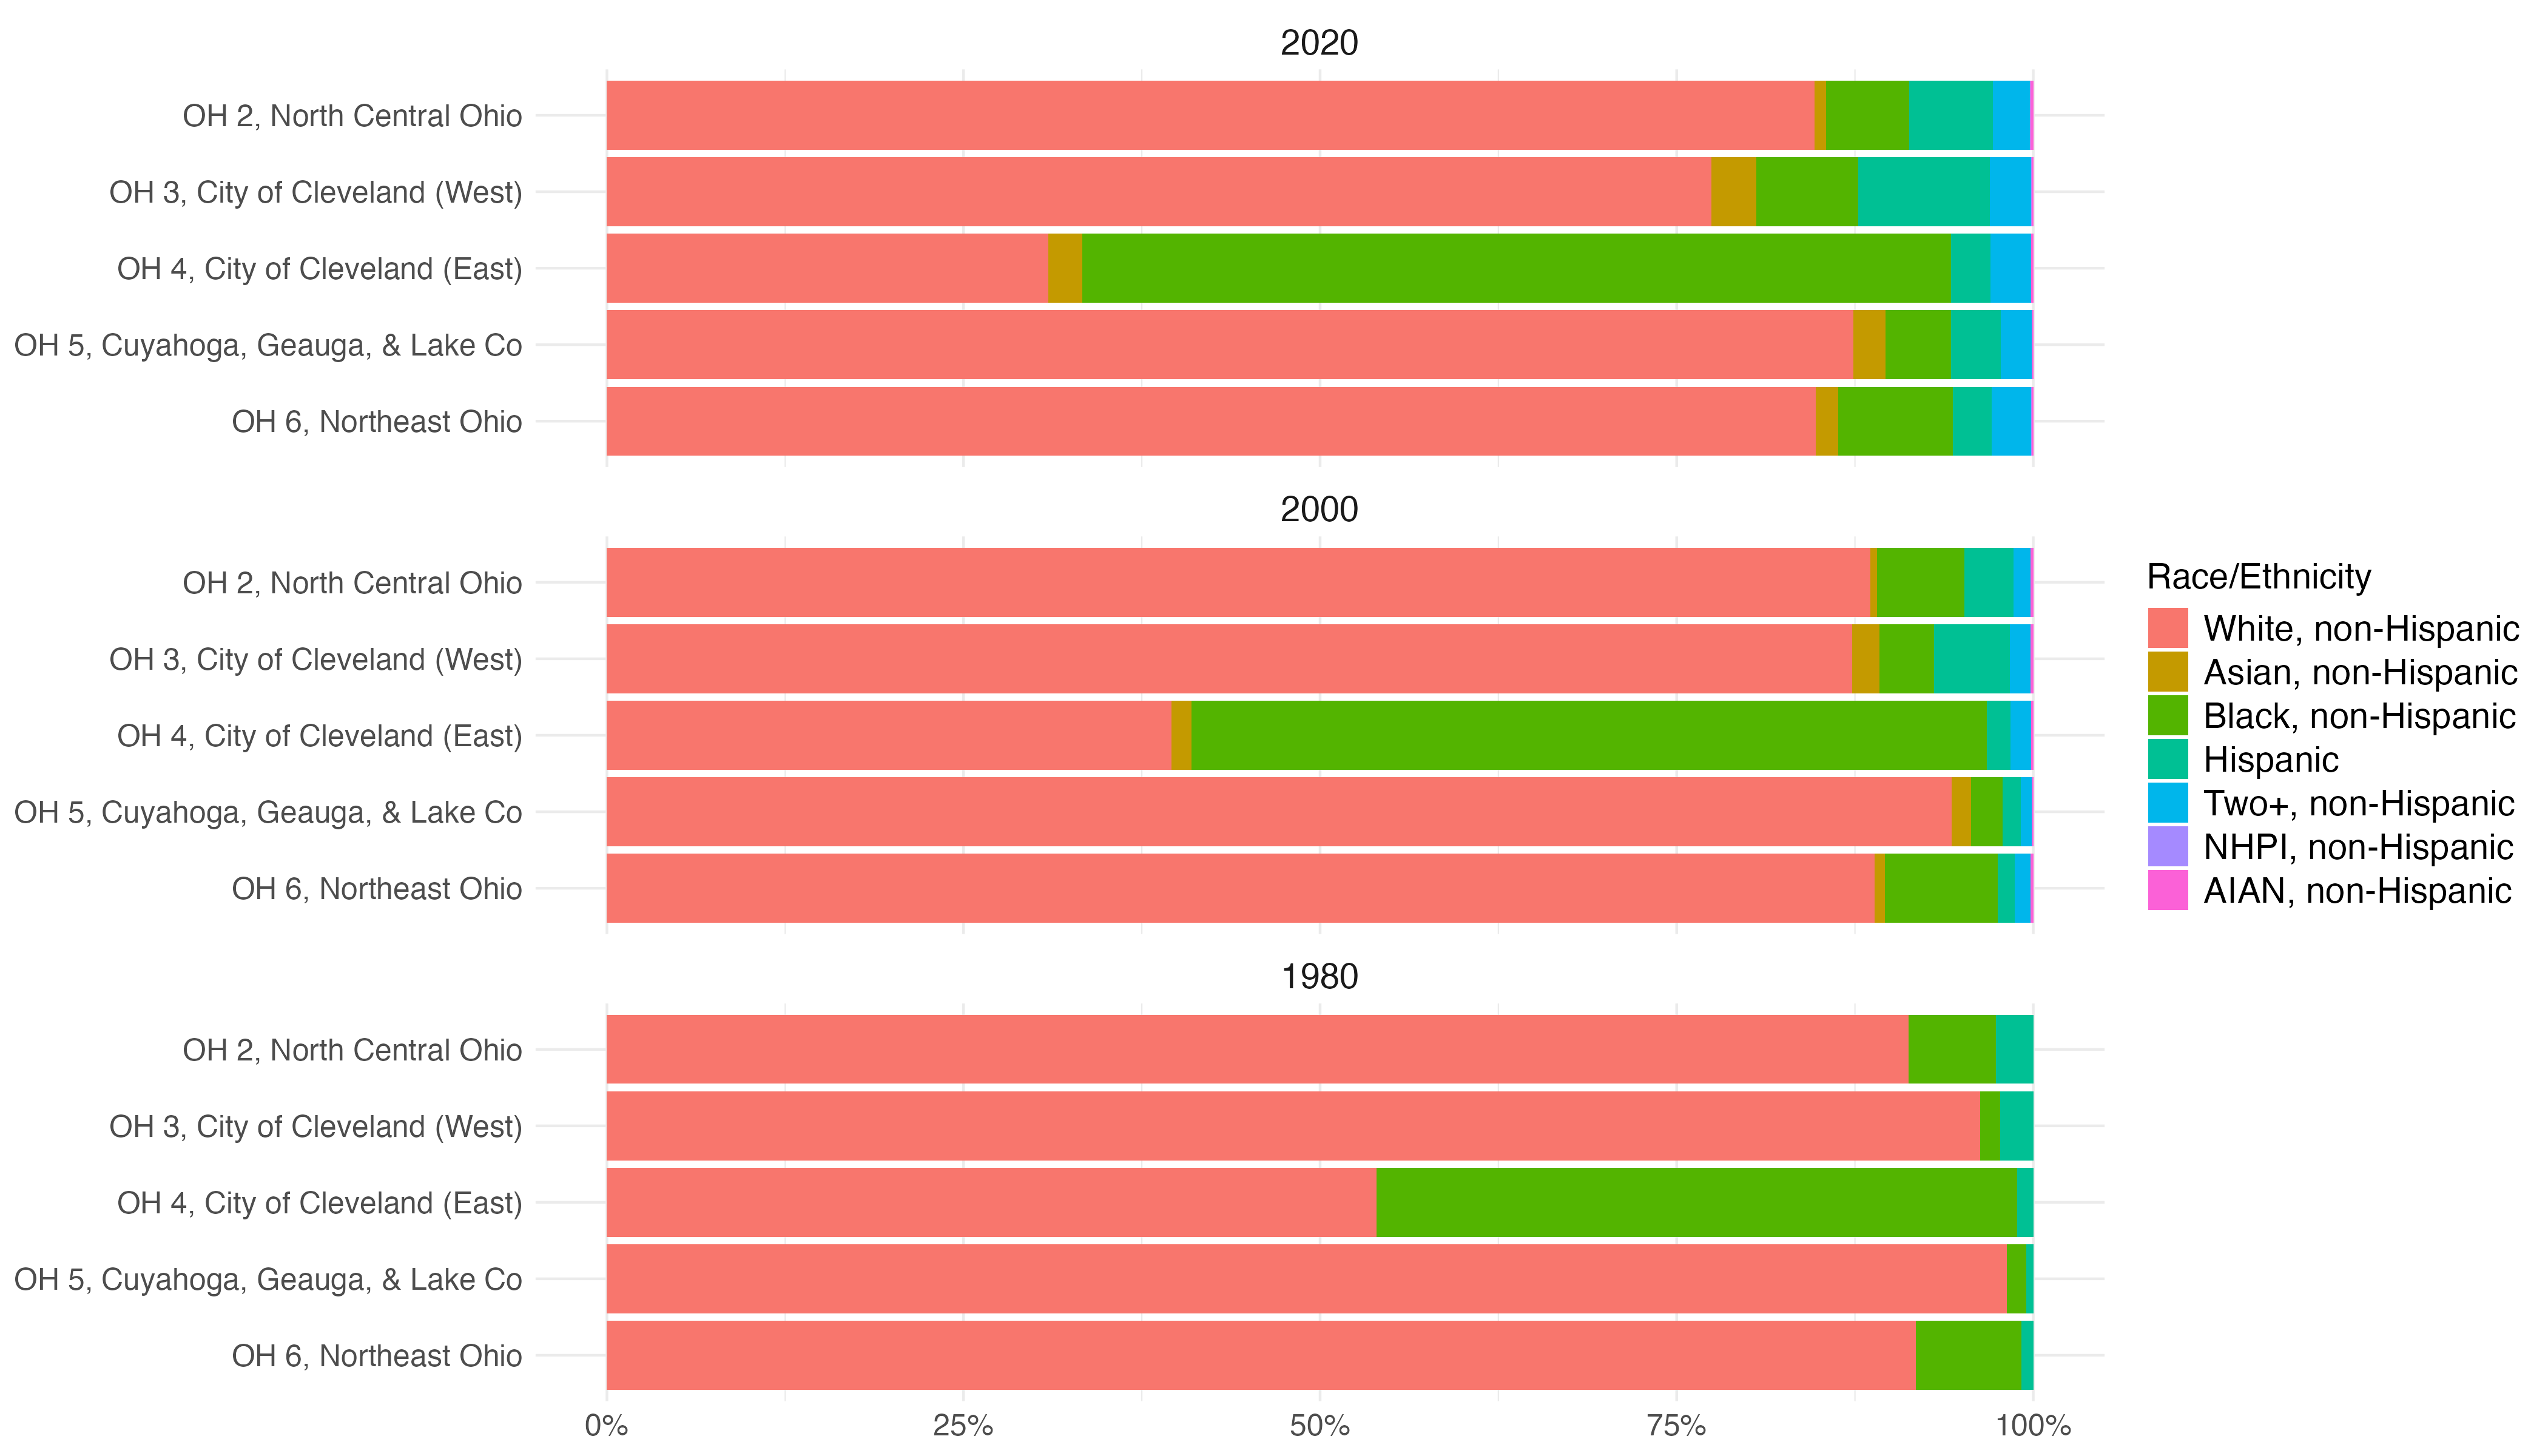 2020
OH 2, North Central Ohio
OH 3, City of Cleveland (West)
OH 4, City of Cleveland (East)
OH 5, Cuyahoga, Geauga, & Lake Co
OH 6, Northeast Ohio
2000
OH 2, North Central Ohio
OH 3, City of Cleveland (West)
OH 4, City of Cleveland (East)
OH 5, Cuyahoga, Geauga, & Lake Co
OH 6, Northeast Ohio
1980
OH 2, North Central Ohio
OH 3, City of Cleveland (West)
OH 4, City of Cleveland (East)
OH 5, Cuyahoga, Geauga, & Lake Co
OH 6, Northeast Ohio
0% 25% 50% 75% 100%
Race/Ethnicity
White, non-Hispanic
Asian, non-Hispanic
Black, non-Hispanic
Hispanic
Two+, non-Hispanic
NHPI, non-Hispanic
AIAN, non-Hispanic